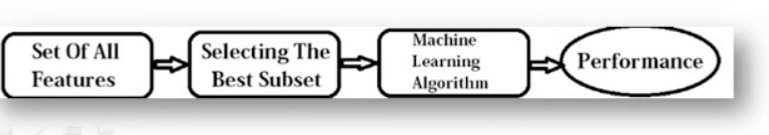 Set Of All
Features
Selecting The
Best Subset
Machine
Learning
Algorithm
Performance